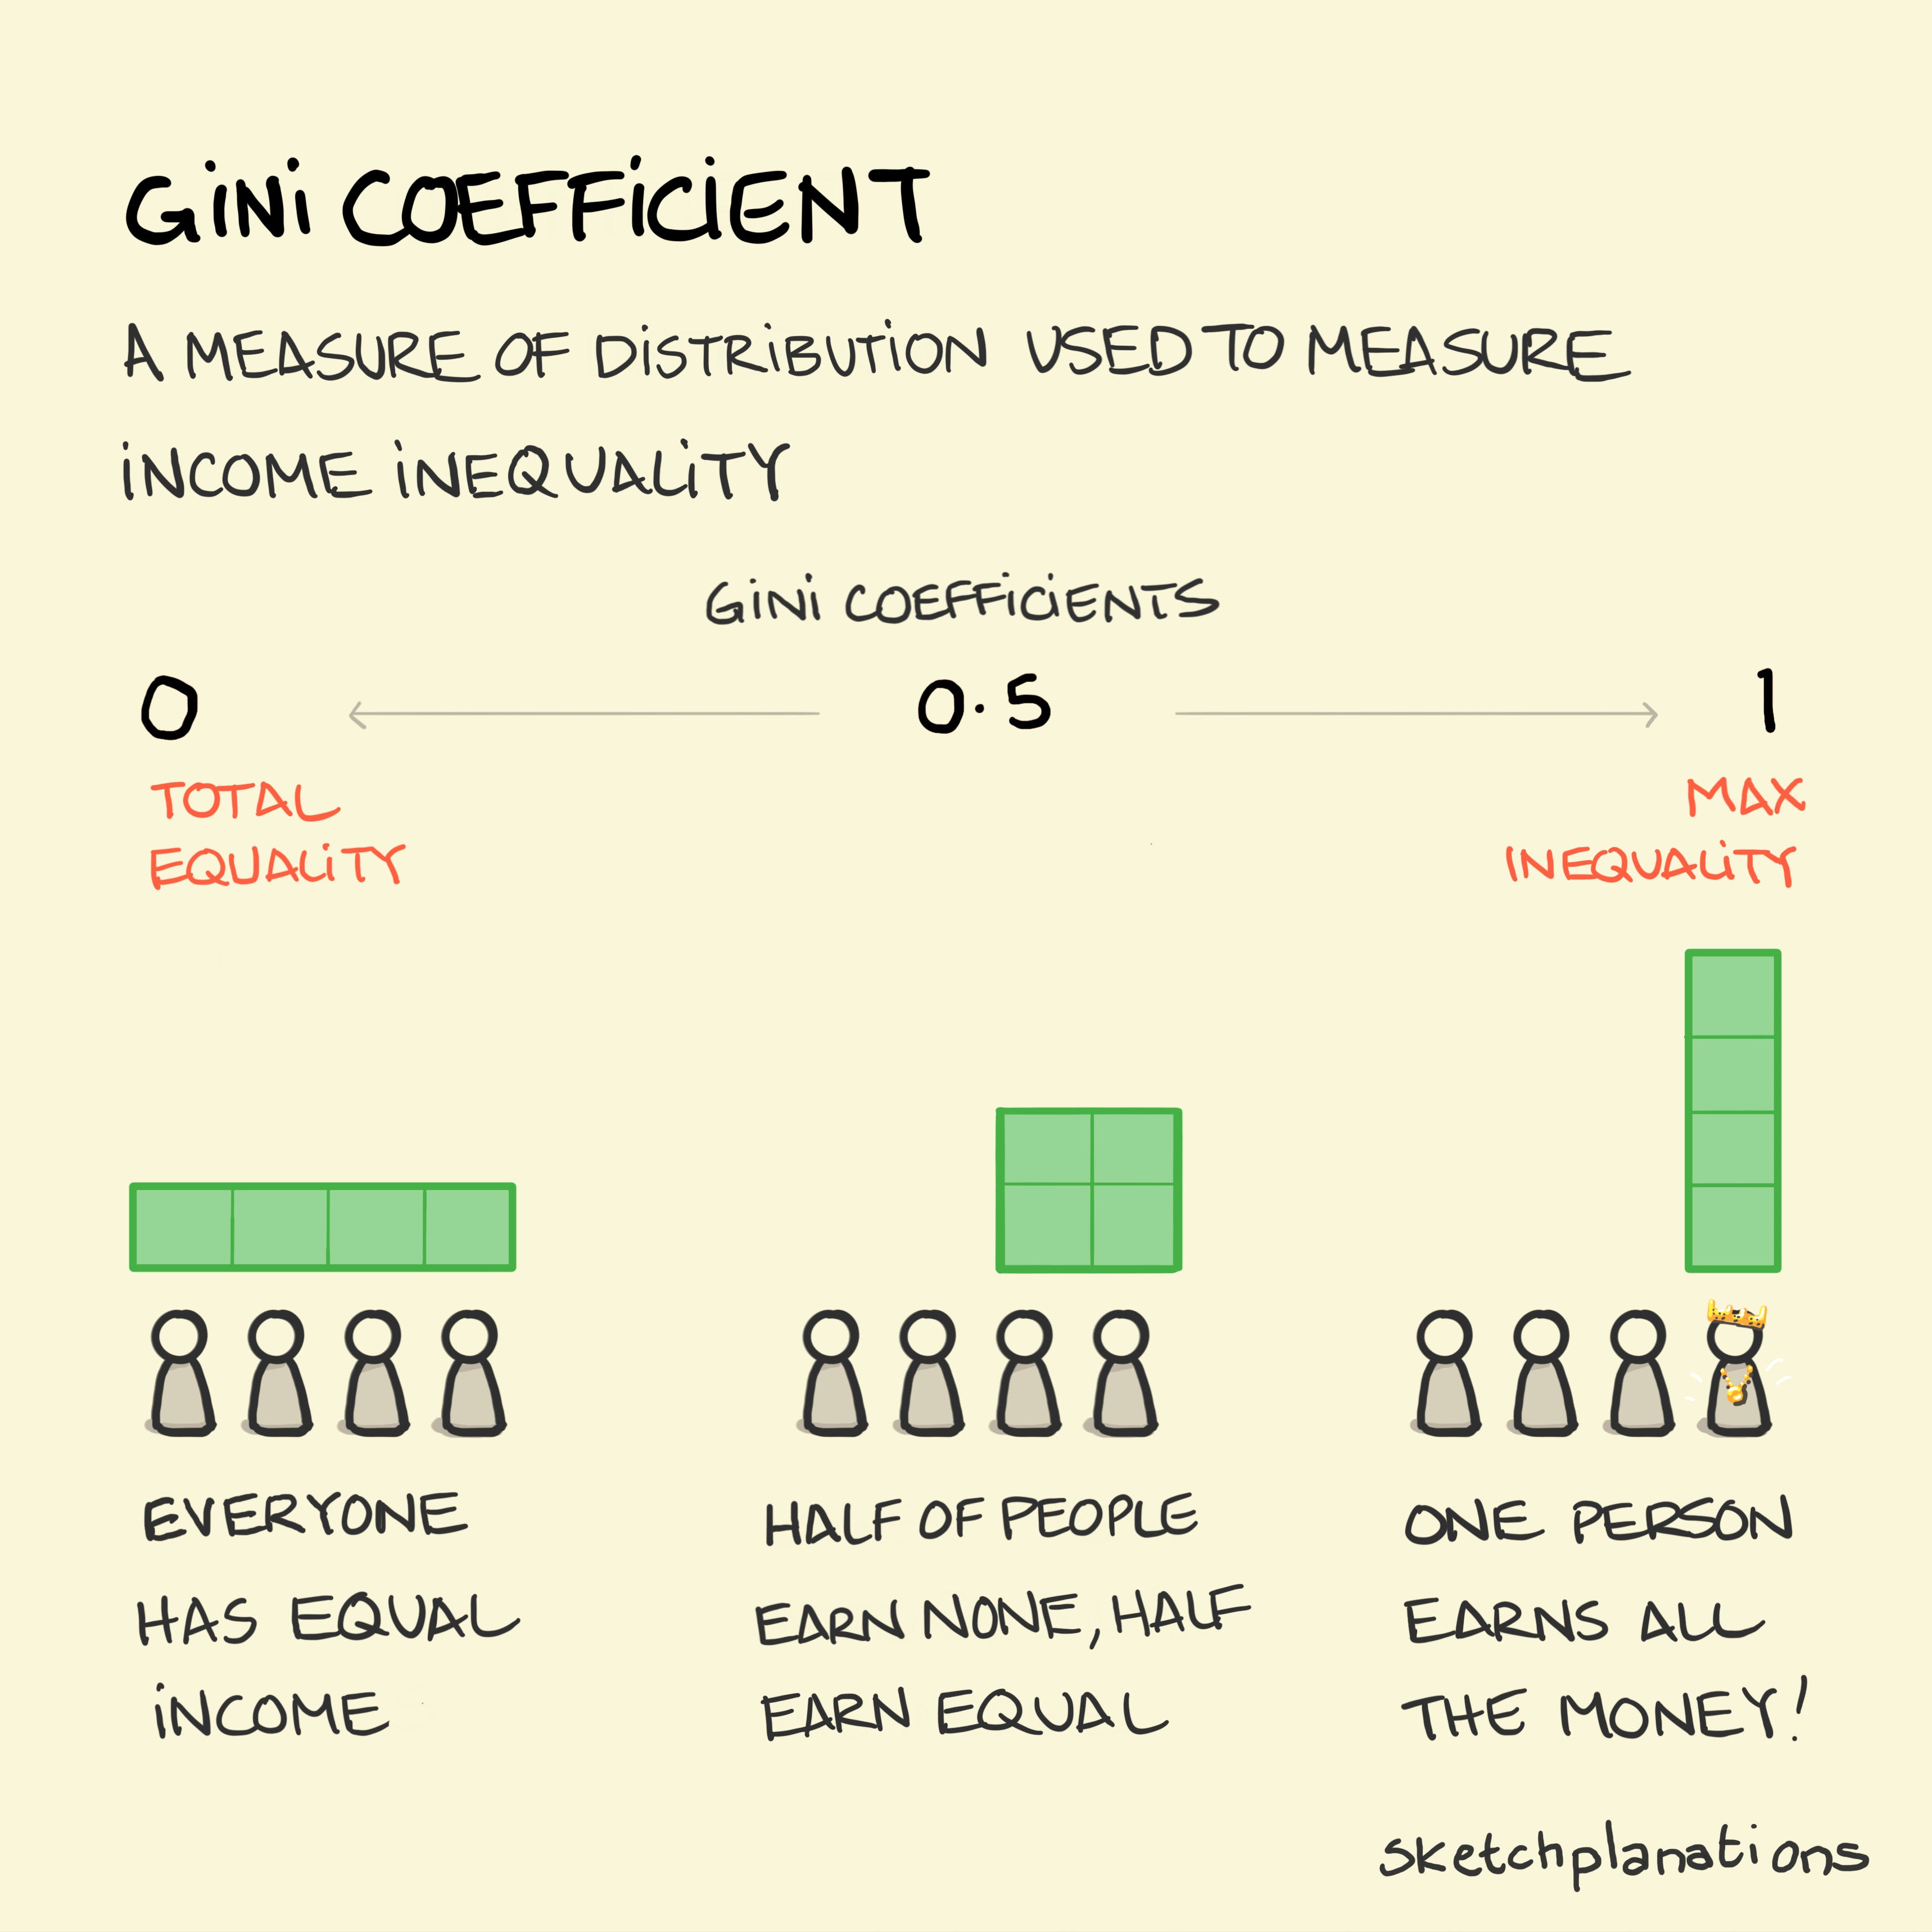 GiNi COEFFiCiENT
A MEASURE OF DiSTRiBUTiON USED TO MEASURE
iNCOME iNEQUALiTY
GiNi COEFFiCiENTS
0 0.5 1
TOTAL
EQUALiTY
MAX
iNEQUALiTY
EVERYONE
HAS EQUAL
iNCOME
HALF OF PEOPLE
EARN NONE, HALF
EARN EQUAL
ONE PERSON
EARNS ALL
THE MONEY!
sketchplanations